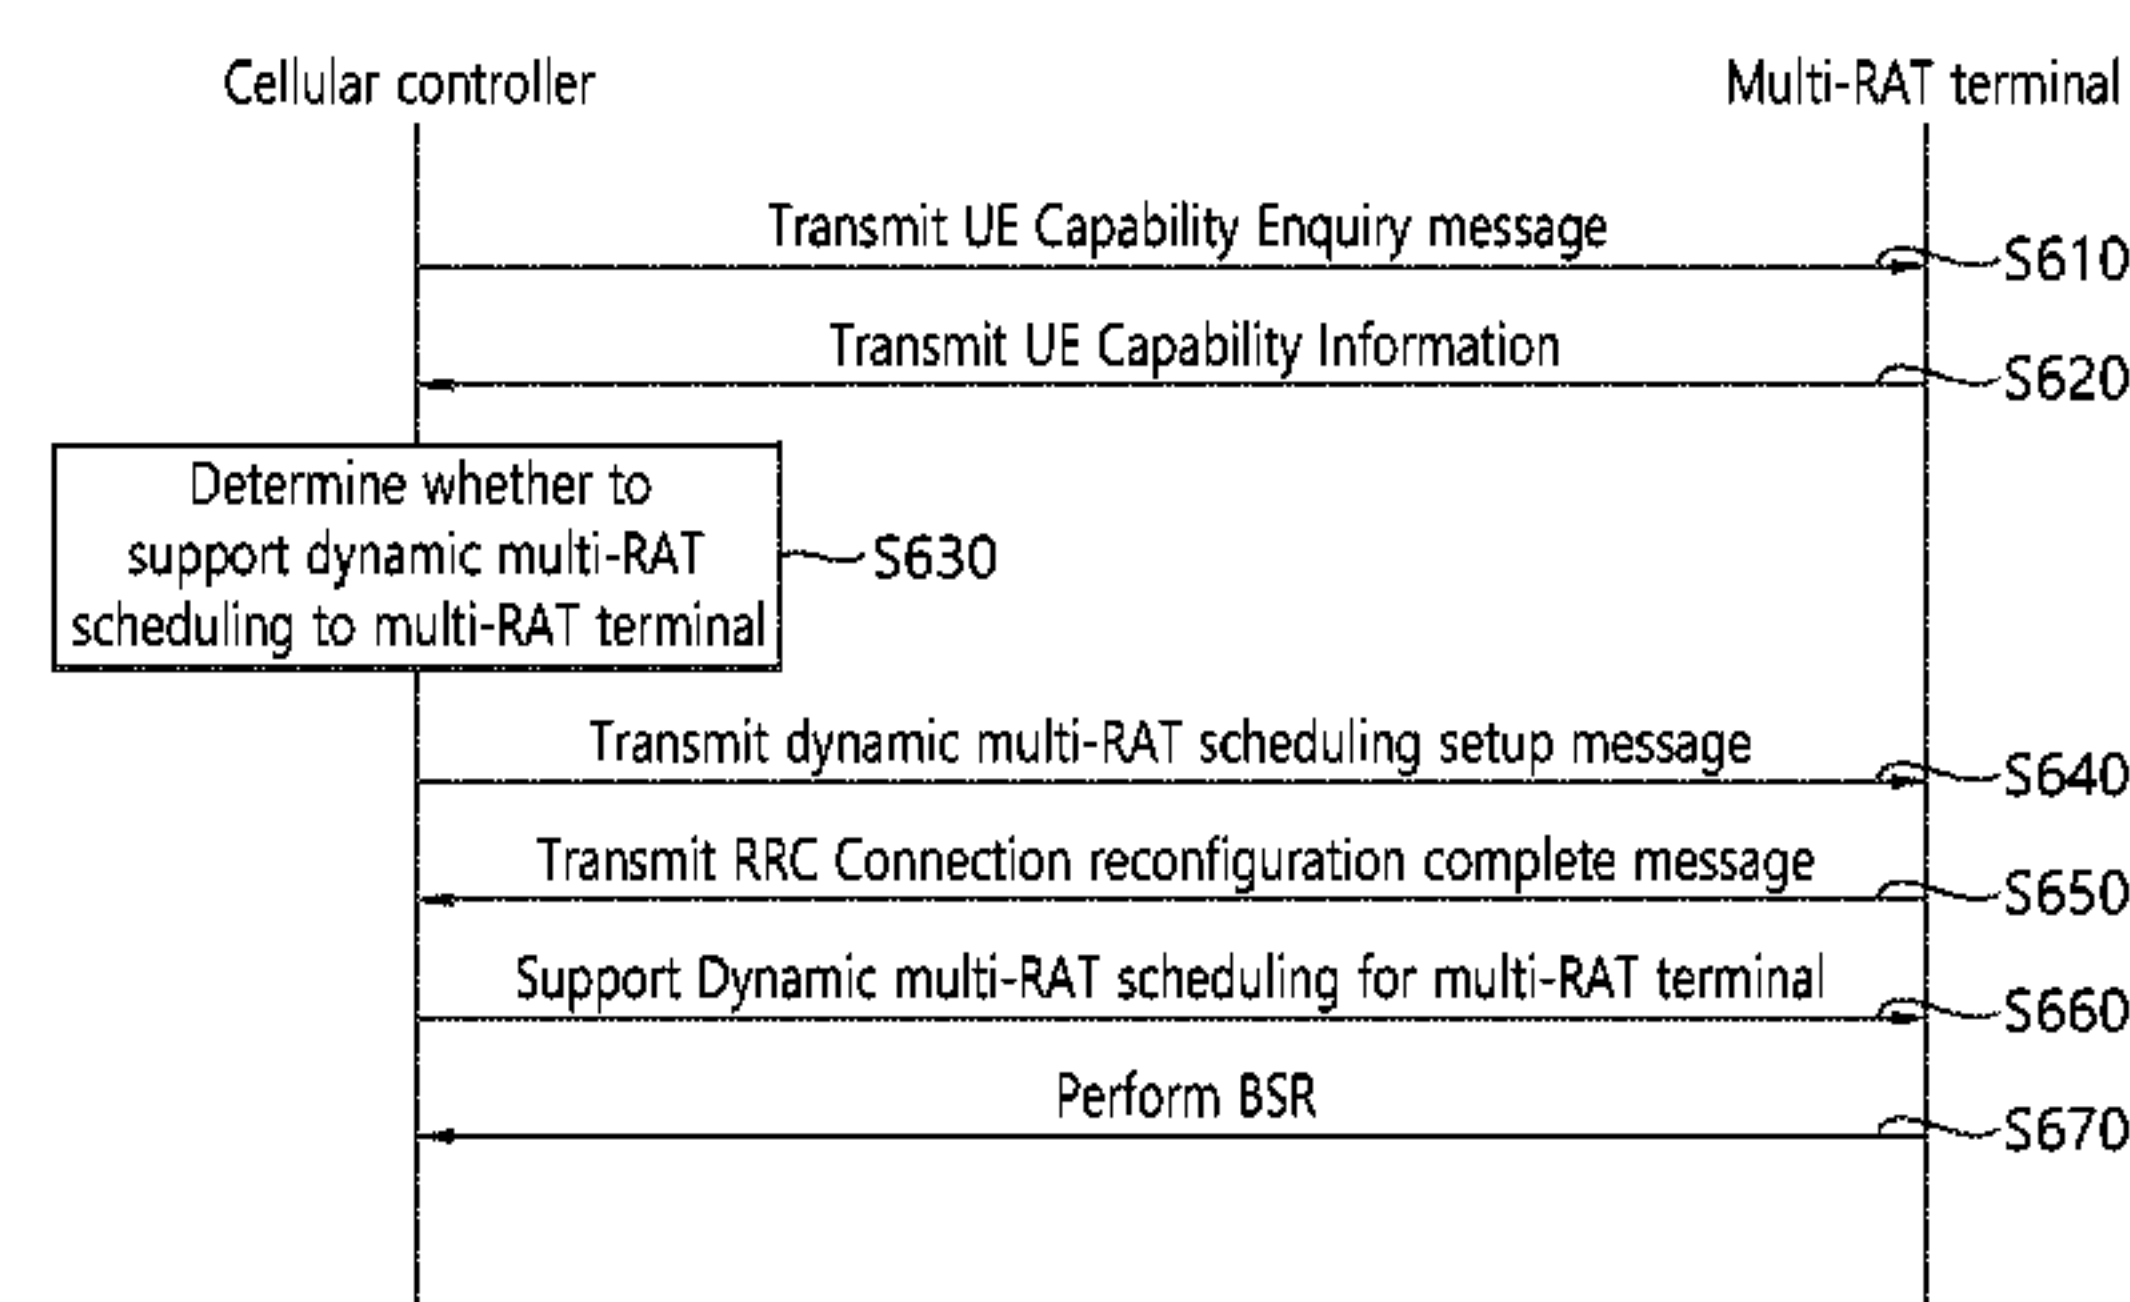 Cellular controller
Multi-RAT terminal
Transmit UE Capability Enquiry message
S610
Transmit UE Capability Information
S620
Determine whether to
support dynamic multi-RAT
scheduling to multi-RAT terminal
S630
Transmit dynamic multi-RAT scheduling setup message
S640
Transmit RRC Connection reconfiguration complete message
S650
Support Dynamic multi-RAT scheduling for multi-RAT terminal
S660
Perform BSR
S670